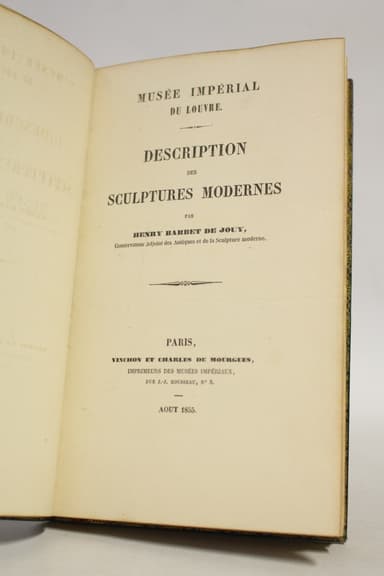 MUSÉE IMPÉRIAL
DU LOUVRE.
DESCRIPTION
DES
SCULPTURES MODERNES
PAR
HENRY BARBET DE JOUY,
Conservateur Adjoint des Antiques et de la Sculpture moderne.
PARIS,
VINCHON ET CHARLES DE MOURGUES,
IMPRIMEURS DES MUSÉES IMPÉRIAUX,
RUE J.-J. ROUSSEAU, N° 8.
AOUT 1855.